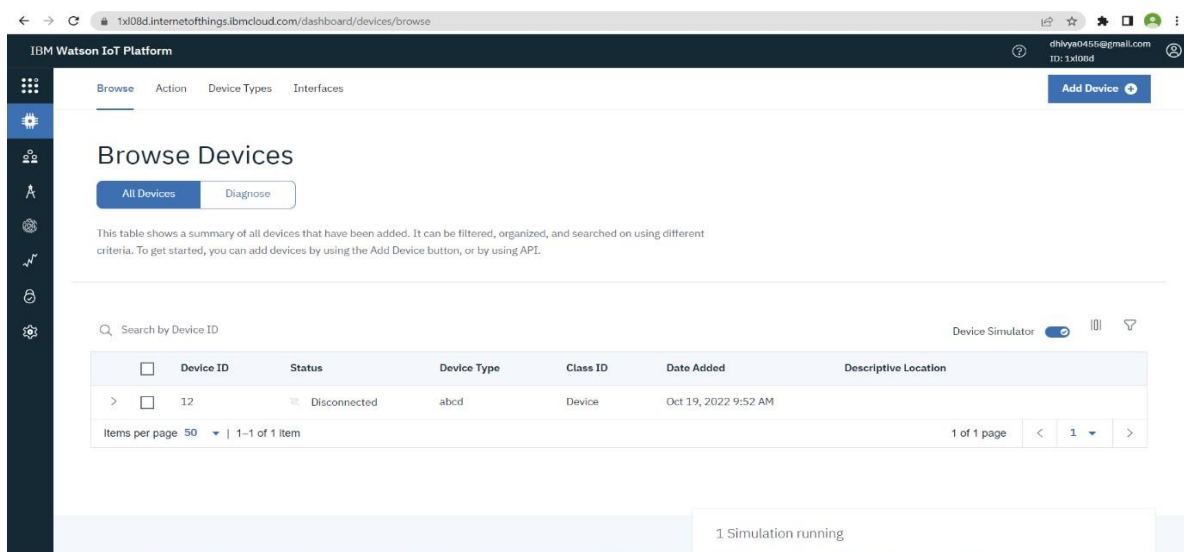 1xl08d.internetofthings.ibmcloud.com/dashboard/devices/browse
IBM Watson IoT Platform
dhivya0455@gmail.com
ID: 1xl08d
Browse Action Device Types Interfaces
Add Device
Browse Devices
All Devices Diagnose
This table shows a summary of all devices that have been added. It can be filtered, organized, and searched on using different
criteria. To get started, you can add devices by using the Add Device button, or by using API.
Search by Device ID
Device Simulator
Device ID Status Device Type Class ID Date Added Descriptive Location
12 Disconnected abcd Device Oct 19, 2022 9:52 AM
Items per page 50 | 1–1 of 1 item
1 of 1 page < 1 >
1 Simulation running